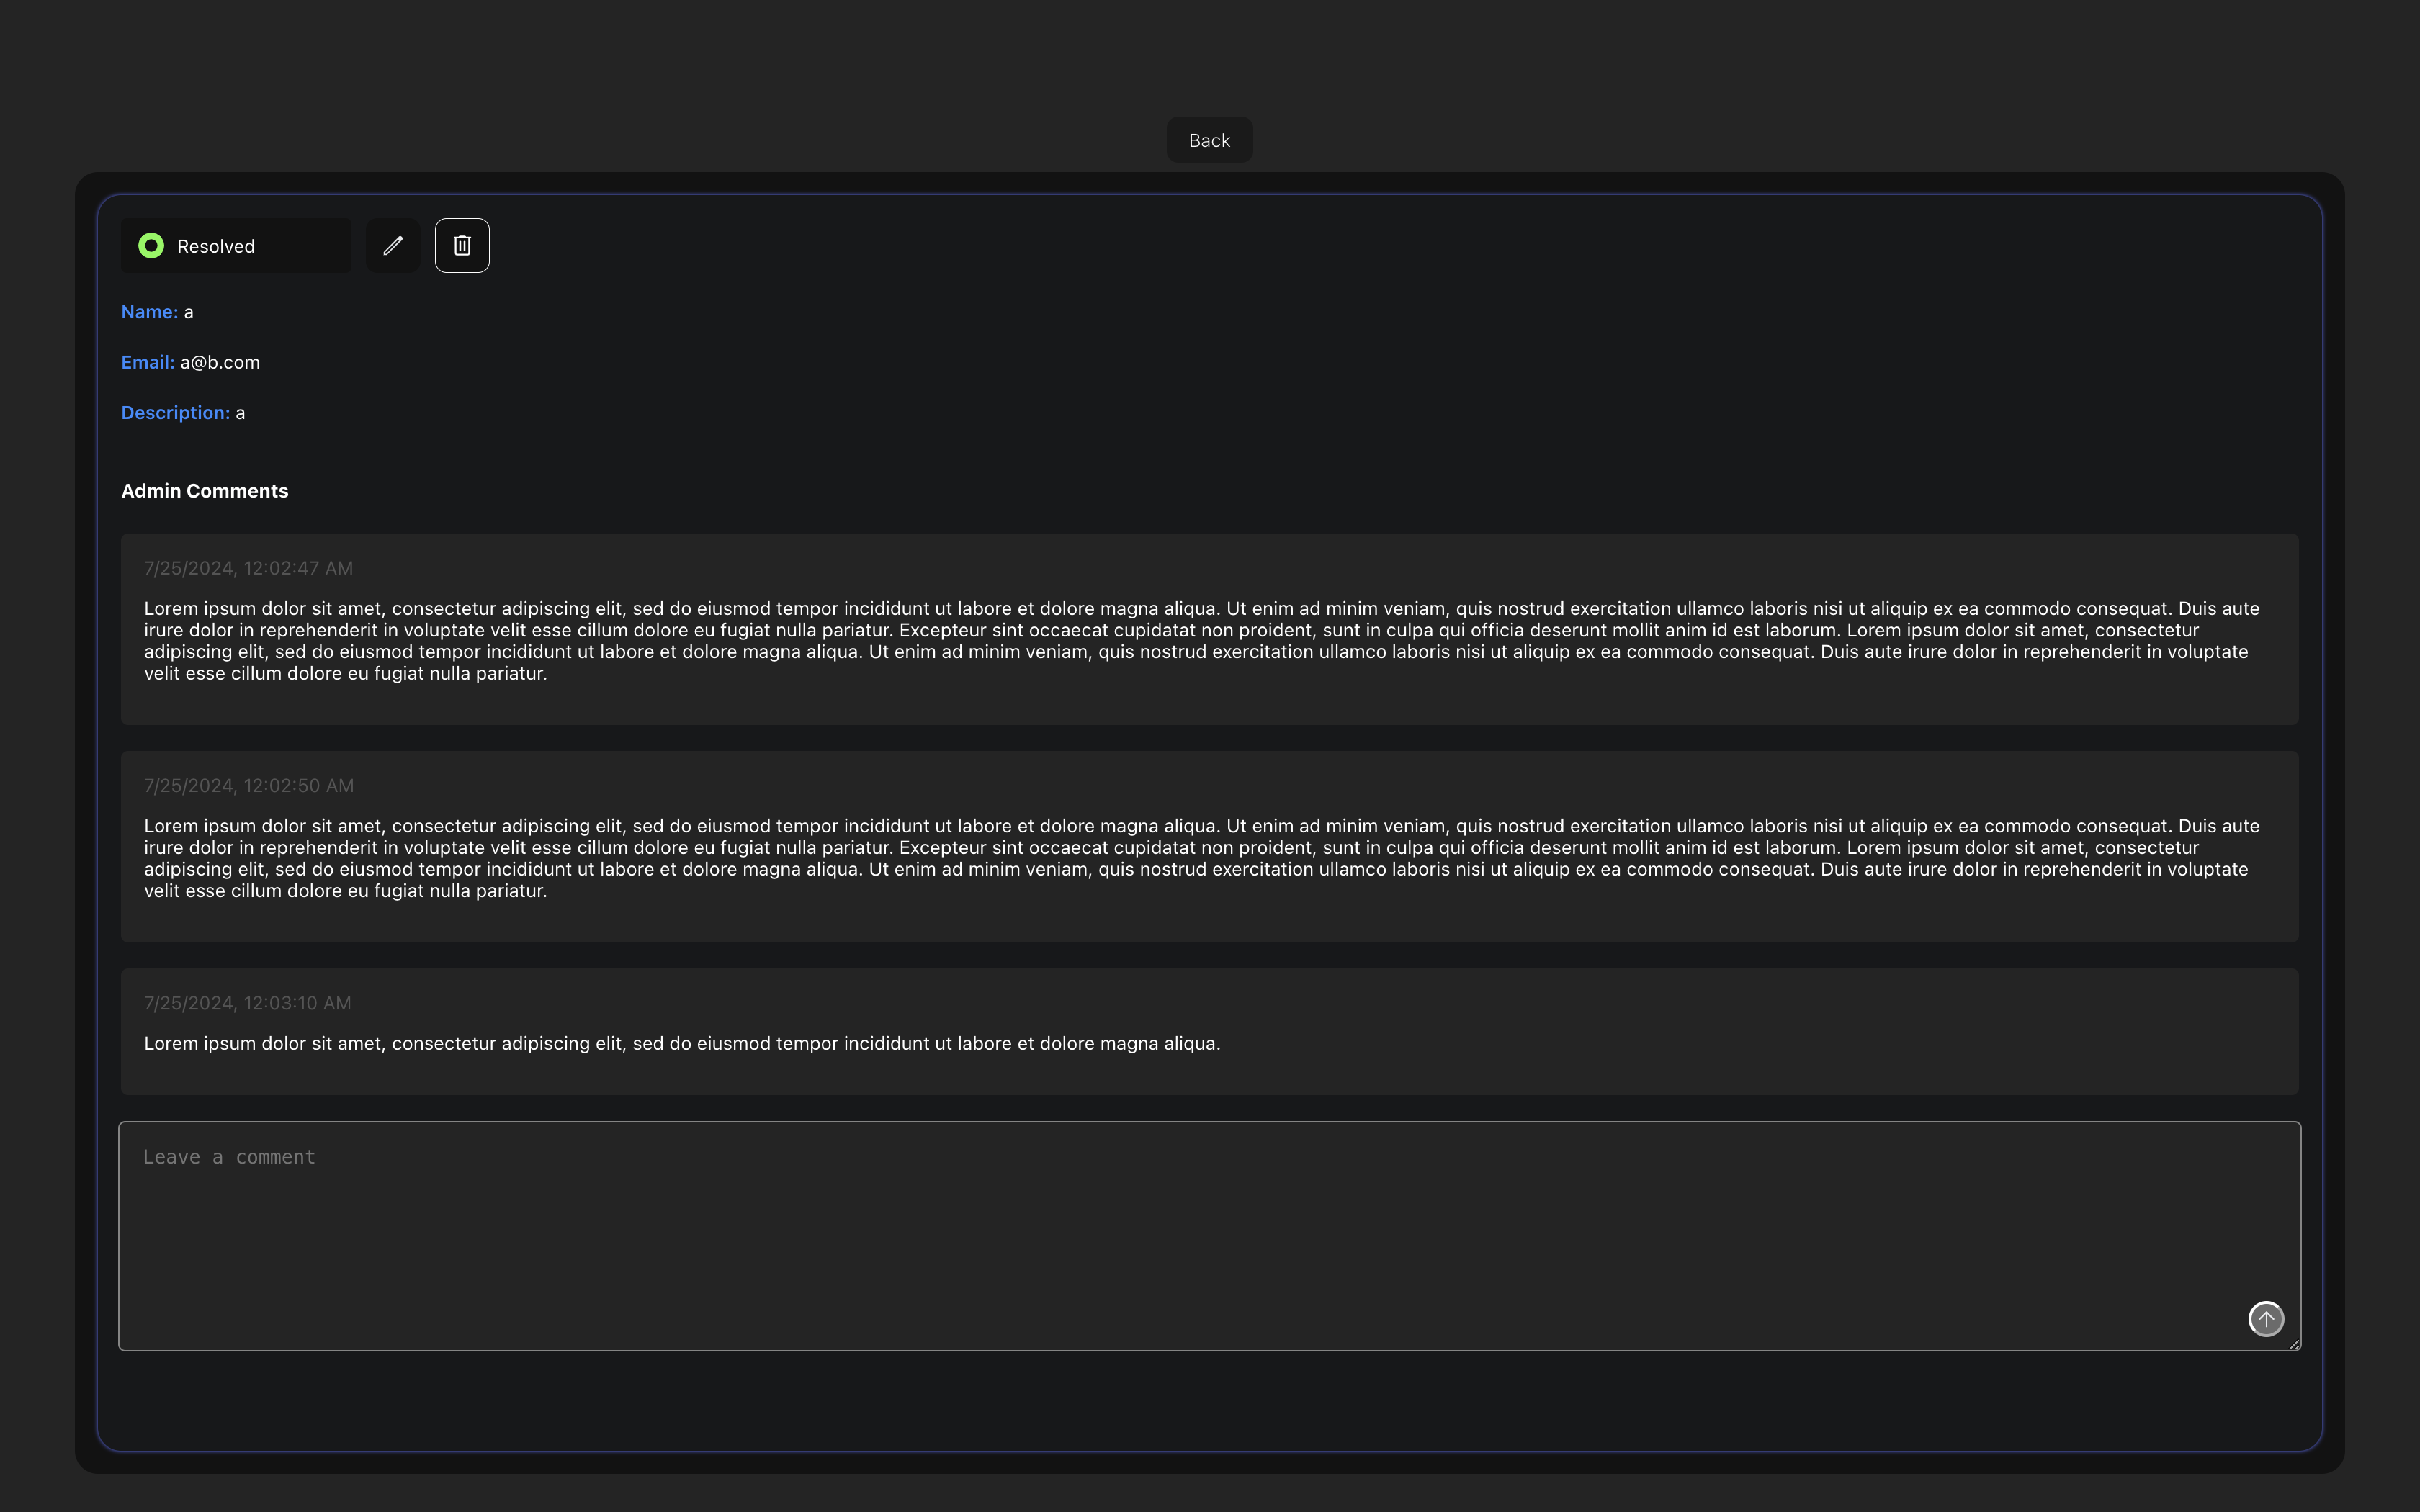 Back
Resolved
Name: a
Email: a@b.com
Description: a
Admin Comments
7/25/2024, 12:02:47 AM
Lorem ipsum dolor sit amet, consectetur adipiscing elit, sed do eiusmod tempor incididunt ut labore et dolore magna aliqua. Ut enim ad minim veniam, quis nostrud exercitation ullamco laboris nisi ut aliquip ex ea commodo consequat. Duis aute
irure dolor in reprehenderit in voluptate velit esse cillum dolore eu fugiat nulla pariatur. Excepteur sint occaecat cupidatat non proident, sunt in culpa qui officia deserunt mollit anim id est laborum. Lorem ipsum dolor sit amet, consectetur
adipiscing elit, sed do eiusmod tempor incididunt ut labore et dolore magna aliqua. Ut enim ad minim veniam, quis nostrud exercitation ullamco laboris nisi ut aliquip ex ea commodo consequat. Duis aute irure dolor in reprehenderit in voluptate
velit esse cillum dolore eu fugiat nulla pariatur.
7/25/2024, 12:02:50 AM
Lorem ipsum dolor sit amet, consectetur adipiscing elit, sed do eiusmod tempor incididunt ut labore et dolore magna aliqua. Ut enim ad minim veniam, quis nostrud exercitation ullamco laboris nisi ut aliquip ex ea commodo consequat. Duis aute
irure dolor in reprehenderit in voluptate velit esse cillum dolore eu fugiat nulla pariatur. Excepteur sint occaecat cupidatat non proident, sunt in culpa qui officia deserunt mollit anim id est laborum. Lorem ipsum dolor sit amet, consectetur
adipiscing elit, sed do eiusmod tempor incididunt ut labore et dolore magna aliqua. Ut enim ad minim veniam, quis nostrud exercitation ullamco laboris nisi ut aliquip ex ea commodo consequat. Duis aute irure dolor in reprehenderit in voluptate
velit esse cillum dolore eu fugiat nulla pariatur.
7/25/2024, 12:03:10 AM
Lorem ipsum dolor sit amet, consectetur adipiscing elit, sed do eiusmod tempor incididunt ut labore et dolore magna aliqua.
Leave a comment